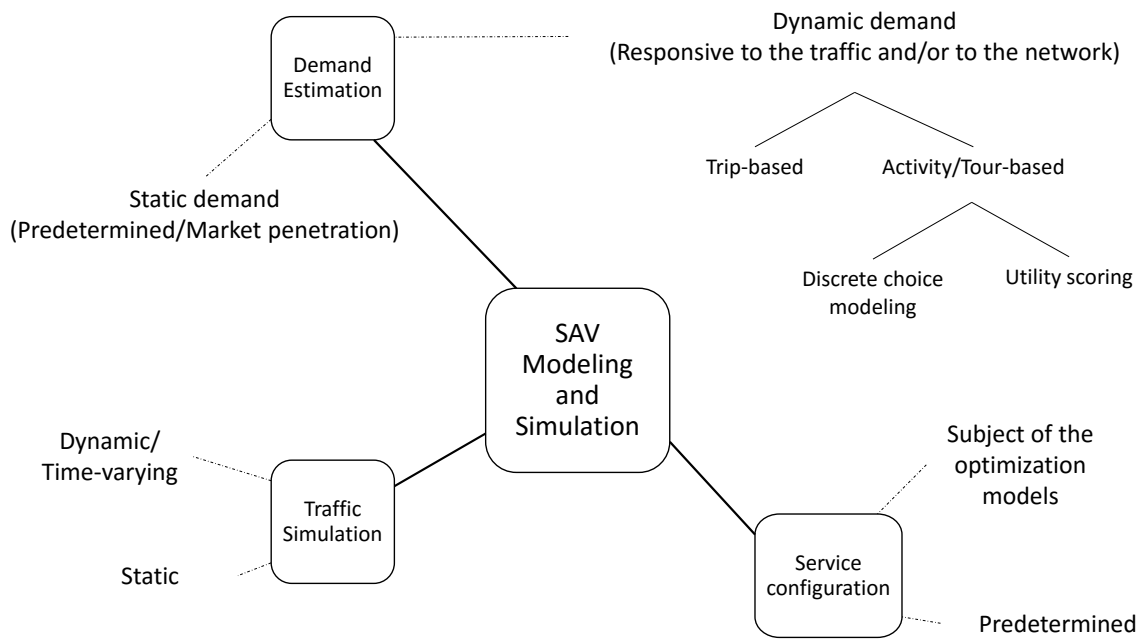 Dynamic demand
(Responsive to the traffic and/or to the network)
Demand
Estimation
Trip-based
Activity/Tour-based
Static demand
(Predetermined/Market penetration)
Discrete choice
modeling
Utility scoring
SAV
Modeling
and
Simulation
Dynamic/
Time-varying
Traffic
Simulation
Static
Subject of the
optimization
models
Service
configuration
Predetermined